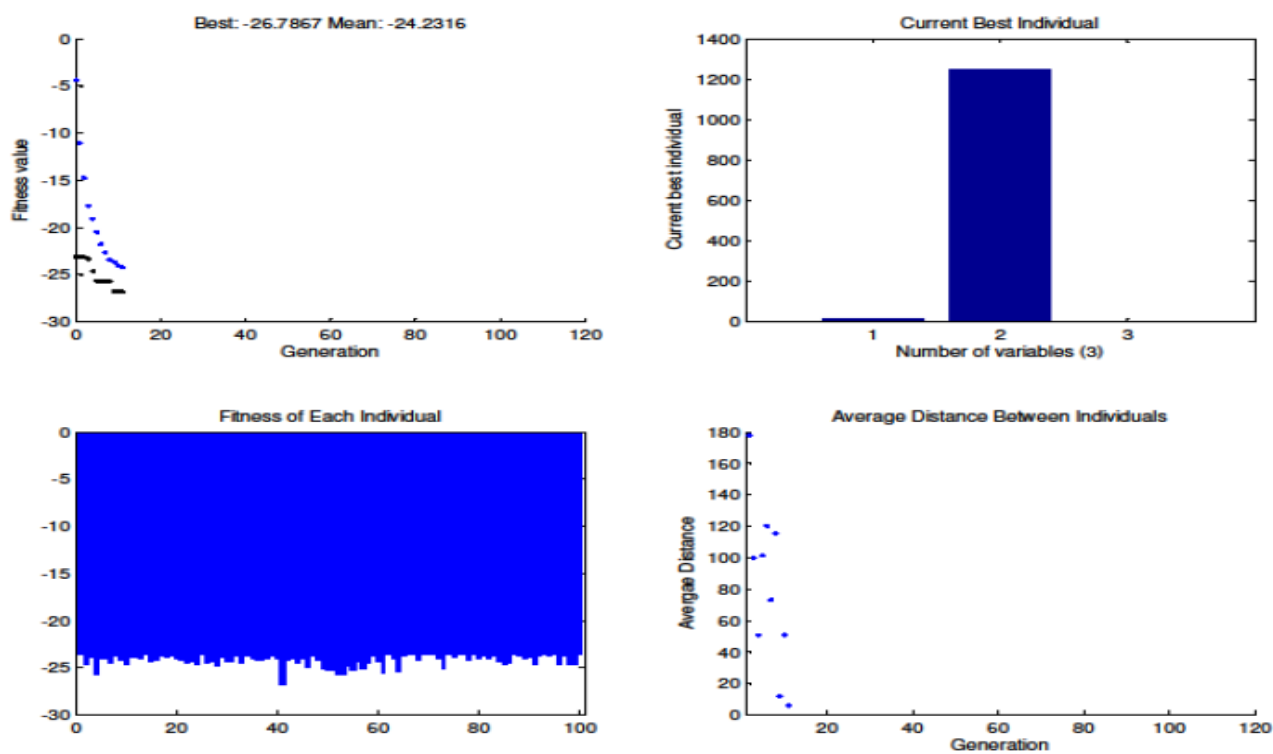 Best: -26.7867 Mean: -24.2316
0
-5
-10
-15
-20
-25
-30
Fitness value
0 20 40 60 80 100 120
Generation
Current Best Individual
1400
1200
1000
800
600
400
200
0
Current best individual
1 2 3
Number of variables (3)
Fitness of Each Individual
0
-5
-10
-15
-20
-25
-30
0 20 40 60 80 100
Average Distance Between Individuals
180
160
140
120
100
80
60
40
20
0
Avergae Distance
20 40 60 80 100 120
Generation